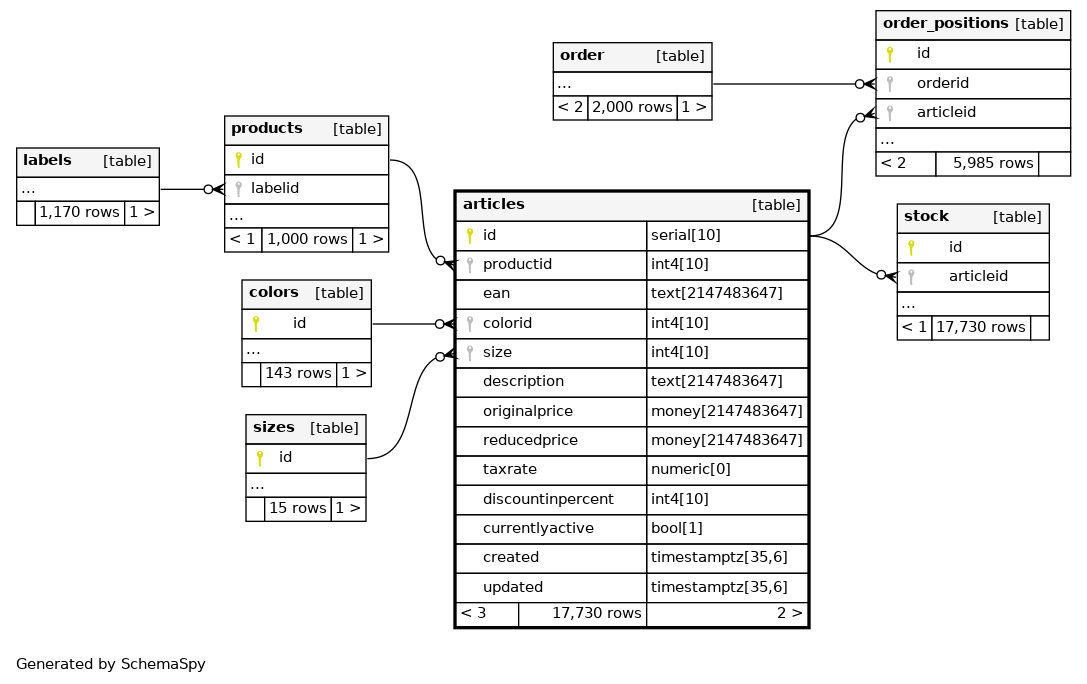 order_positions [table]
id
orderid
articleid
...
< 2 5,985 rows
order [table]
...
< 2 2,000 rows 1 >
products [table]
id
labelid
...
< 1 1,000 rows 1 >
labels [table]
...
1,170 rows 1 >
articles [table]
id serial[10]
productid int4[10]
ean text[2147483647]
colorid int4[10]
size int4[10]
description text[2147483647]
originalprice money[2147483647]
reducedprice money[2147483647]
taxrate numeric[0]
discountinpercent int4[10]
currentlyactive bool[1]
created timestamptz[35,6]
updated timestamptz[35,6]
< 3 17,730 rows 2 >
stock [table]
id
articleid
...
< 1 17,730 rows
colors [table]
id
...
143 rows 1 >
sizes [table]
id
...
15 rows 1 >
Generated by SchemaSpy